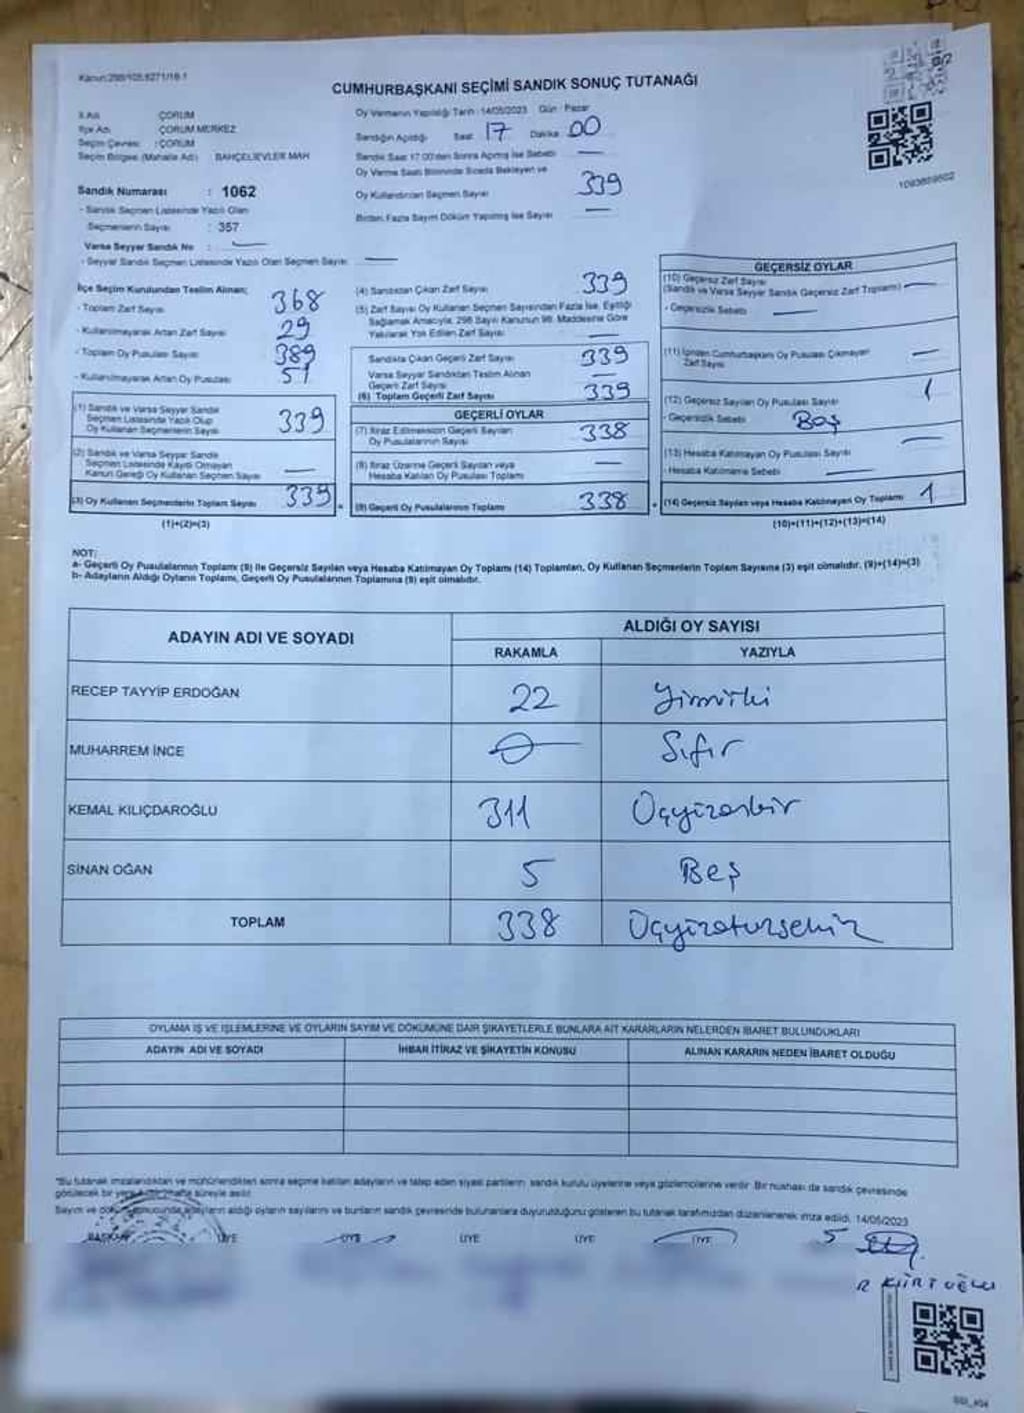 Kanun:298/105,6271/18-1
CUMHURBAŞKANI SEÇİMİ SANDIK SONUÇ TUTANAĞI
İl Adı ÇORUM
İlçe Adı ÇORUM MERKEZ
Seçim Çevresi : ÇORUM
Seçim Bölgesi (Mahalle Adı) BAHÇELİEVLER MAH
Sandık Numarası : 1062
- Sandık Seçmen Listesinde Yazılı Olan
Seçmenlerin Sayısı : 357
Varsa Seyyar Sandık No : —
- Seyyar Sandık Seçmen Listesinde Yazılı Olan Seçmen Sayısı —
Oy Vermenin Yapıldığı Tarih : 14/05/2023 Gün : Pazar
Sandığın Açıldığı Saat 17 Dakika 00
Sandık Saat 17:00'den Sonra Açılmış İse Sebebi —
Oy Verme Saati Bitiminde Sırada Bekleyen ve
Oy Kullandırılan Seçmen Sayısı 339
Birden Fazla Sayım Döküm Yapılmış İse Sayısı —
1093659502
İlçe Seçim Kurulundan Teslim Alınan;
- Toplam Zarf Sayısı 368
- Kullanılmayarak Artan Zarf Sayısı 29
- Toplam Oy Pusulası Sayısı 389
- Kullanılmayarak Artan Oy Pusulası 51
(1) Sandık ve Varsa Seyyar Sandık
Seçmen Listesinde Yazılı Olup
Oy Kullanan Seçmenlerin Sayısı 339
(2) Sandık ve Varsa Seyyar Sandık
Seçmen Listesinde Kayıtlı Olmayan
Kanun Gereği Oy Kullanan Seçmen Sayısı —
(3) Oy Kullanan Seçmenlerin Toplam Sayısı 339
(1)+(2)=(3)
(4) Sandıktan Çıkan Zarf Sayısı 339
(5) Zarf Sayısı Oy Kullanan Seçmen Sayısından Fazla İse, Eşitliği
Sağlamak Amacıyla, 298 Sayılı Kanunun 98. Maddesine Göre
Yakılarak Yok Edilen Zarf Sayısı —
Sandıkta Çıkan Geçerli Zarf Sayısı 339
Varsa Seyyar Sandıktan Teslim Alınan
Geçerli Zarf Sayısı —
(6) Toplam Geçerli Zarf Sayısı 339
GEÇERLİ OYLAR
(7) İtiraz Edilmeksizin Geçerli Sayılan
Oy Pusulalarının Sayısı 338
(8) İtiraz Üzerine Geçerli Sayılan veya
Hesaba Katılan Oy Pusulası Toplamı —
(9) Geçerli Oy Pusulalarının Toplamı 338
GEÇERSİZ OYLAR
(10) Geçersiz Zarf Sayısı
(Sandık ve Varsa Seyyar Sandık Geçersiz Zarf Toplamı) —
- Geçersizlik Sebebi —
(11) İçinden Cumhurbaşkanı Oy Pusulası Çıkmayan
Zarf Sayısı —
(12) Geçersiz Sayılan Oy Pusulası Sayısı 1
- Geçersizlik Sebebi Boş
(13) Hesaba Katılmayan Oy Pusulası Sayısı —
- Hesaba Katılmama Sebebi —
(14) Geçersiz Sayılan veya Hesaba Katılmayan Oy Toplamı 1
(10)+(11)+(12)+(13)=(14)
NOT:
a- Geçerli Oy Pusulalarının Toplamı (9) ile Geçersiz Sayılan veya Hesaba Katılmayan Oy Toplamı (14) Toplamları, Oy Kullanan Seçmenlerin Toplam Sayısına (3) eşit olmalıdır. (9)+(14)=(3)
b- Adayların Aldığı Oyların Toplamı, Geçerli Oy Pusulalarının Toplamına (9) eşit olmalıdır.
ADAYIN ADI VE SOYADI ALDIĞI OY SAYISI
RAKAMLA YAZIYLA
RECEP TAYYİP ERDOĞAN 22 Yirmiiki
MUHARREM İNCE 0 Sıfır
KEMAL KILIÇDAROĞLU 311 Üçyüzonbir
SİNAN OĞAN 5 Beş
TOPLAM 338 Üçyüzotuzsekiz
OYLAMA İŞ VE İŞLEMLERİNE VE OYLARIN SAYIM VE DÖKÜMÜNE DAİR ŞİKAYETLERLE BUNLARA AİT KARARLARIN NELERDEN İBARET BULUNDUKLARI
ADAYIN ADI VE SOYADI İHBAR İTİRAZ VE ŞİKAYETİN KONUSU ALINAN KARARIN NEDEN İBARET OLDUĞU
*Bu tutanak imzalandıktan ve mühürlendikten sonra seçime katılan adayların ve talep eden siyasi partilerin sandık kurulu üyelerine veya gözlemcilerine verilir. Bir nushası da sandık çevresinde
görülecek bir yere bir hafta süreyle asılır.
Sayım ve döküm sonucunda adayların aldığı oyların sayılarını ve bunların sandık çevresinde bulunanlara duyurulduğunu gösteren bu tutanak tarafımızdan düzenlenerek imza edildi. 14/05/2023
BAŞKAN ÜYE ÜYE ÜYE ÜYE ÜYE 5
R KÜRTOĞLU